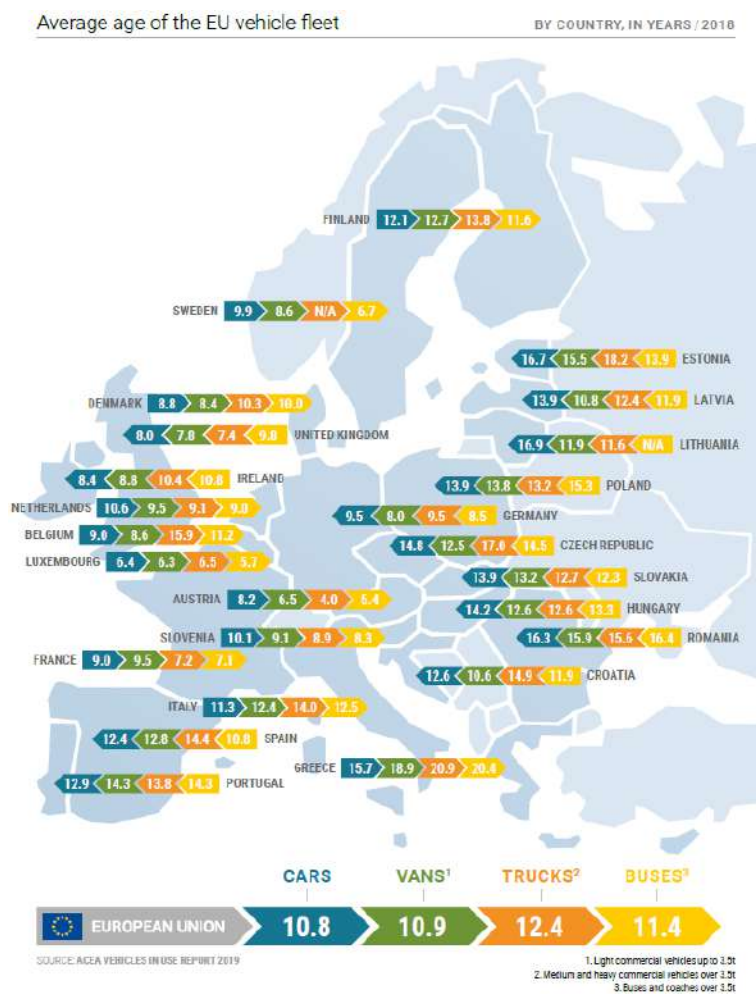 Average age of the EU vehicle fleet
BY COUNTRY, IN YEARS / 2018
FINLAND 12.1 12.7 13.8 11.6
SWEDEN 9.9 8.6 N/A 6.7
16.7 15.5 18.2 13.9 ESTONIA
DENMARK 8.8 8.4 10.3 10.0
13.9 10.8 12.4 11.9 LATVIA
8.0 7.8 7.4 9.8 UNITED KINGDOM
16.9 11.9 11.6 N/A LITHUANIA
8.4 8.8 10.4 10.8 IRELAND
13.9 13.8 13.2 15.3 POLAND
NETHERLANDS 10.6 9.5 9.1 9.0
9.5 8.0 9.5 8.5 GERMANY
BELGIUM 9.0 8.6 15.9 11.2
14.8 12.5 17.0 14.5 CZECH REPUBLIC
LUXEMBOURG 6.4 6.3 6.5 5.7
13.9 13.2 12.7 12.3 SLOVAKIA
AUSTRIA 8.2 6.5 4.0 6.4
14.2 12.6 12.6 13.3 HUNGARY
SLOVENIA 10.1 9.1 8.9 8.3
16.3 15.9 15.6 16.4 ROMANIA
FRANCE 9.0 9.5 7.2 7.1
12.6 10.6 14.9 11.9 CROATIA
ITALY 11.3 12.4 14.0 12.5
12.4 12.8 14.4 10.8 SPAIN
GREECE 15.7 18.9 20.9 20.4
12.9 14.3 13.8 14.3 PORTUGAL
CARS VANS¹ TRUCKS² BUSES³
EUROPEAN UNION 10.8 10.9 12.4 11.4
SOURCE: ACEA VEHICLES IN USE REPORT 2019
1. Light commercial vehicles up to 3.5t
2. Medium and heavy commercial vehicles over 3.5t
3. Buses and coaches over 3.5t